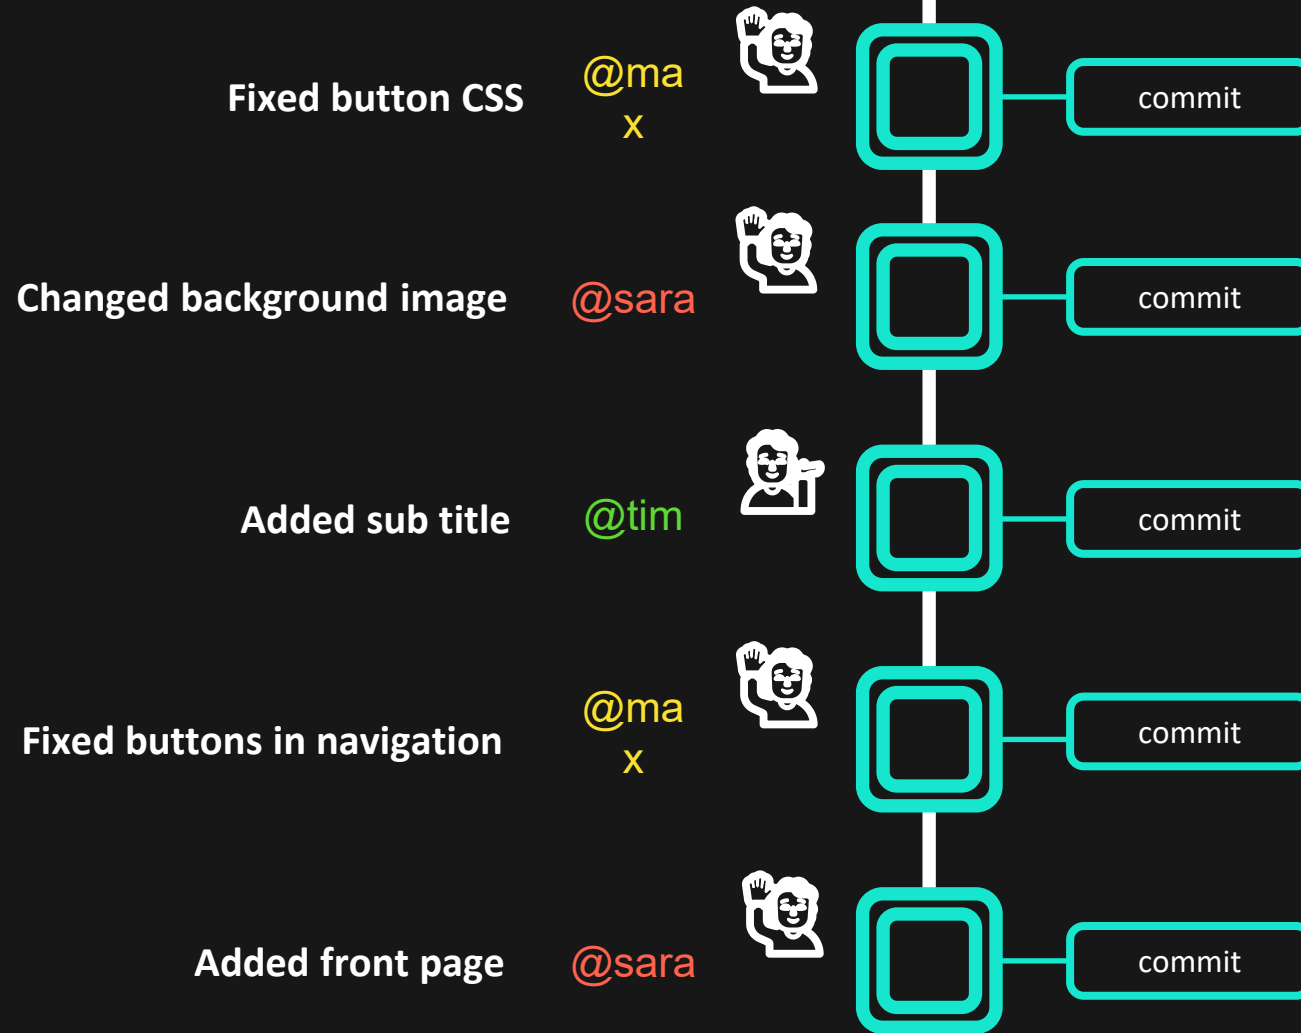 Fixed button CSS
@ma
x
commit
Changed background image
@sara
commit
Added sub title
@tim
commit
Fixed buttons in navigation
@ma
x
commit
Added front page
@sara
commit